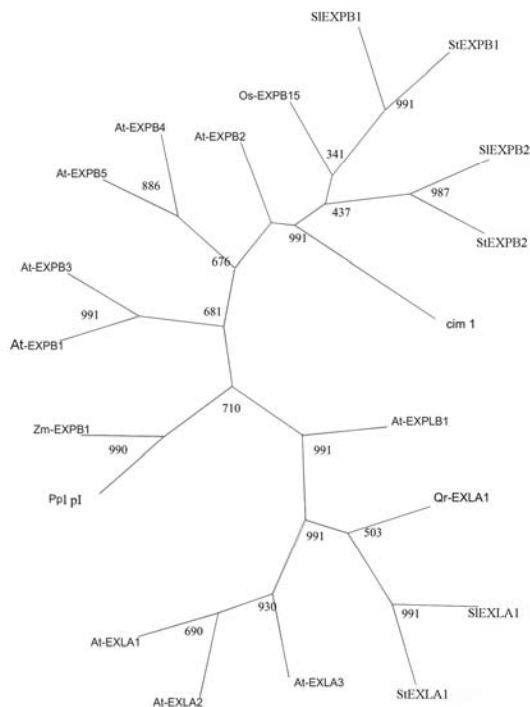 SlEXPB1
StEXPB1
Os-EXPB15
991
At-EXPB4
At-EXPB2
341
SlEXPB2
At-EXPB5
886
987
437
StEXPB2
991
676
At-EXPB3
991
681
cim 1
At-EXPB1
710
At-EXPLB1
Zm-EXPB1
990
991
PpI pI
Qr-EXLA1
991
503
930
991
SlEXLA1
690
At-EXLA1
At-EXLA3
StEXLA1
At-EXLA2